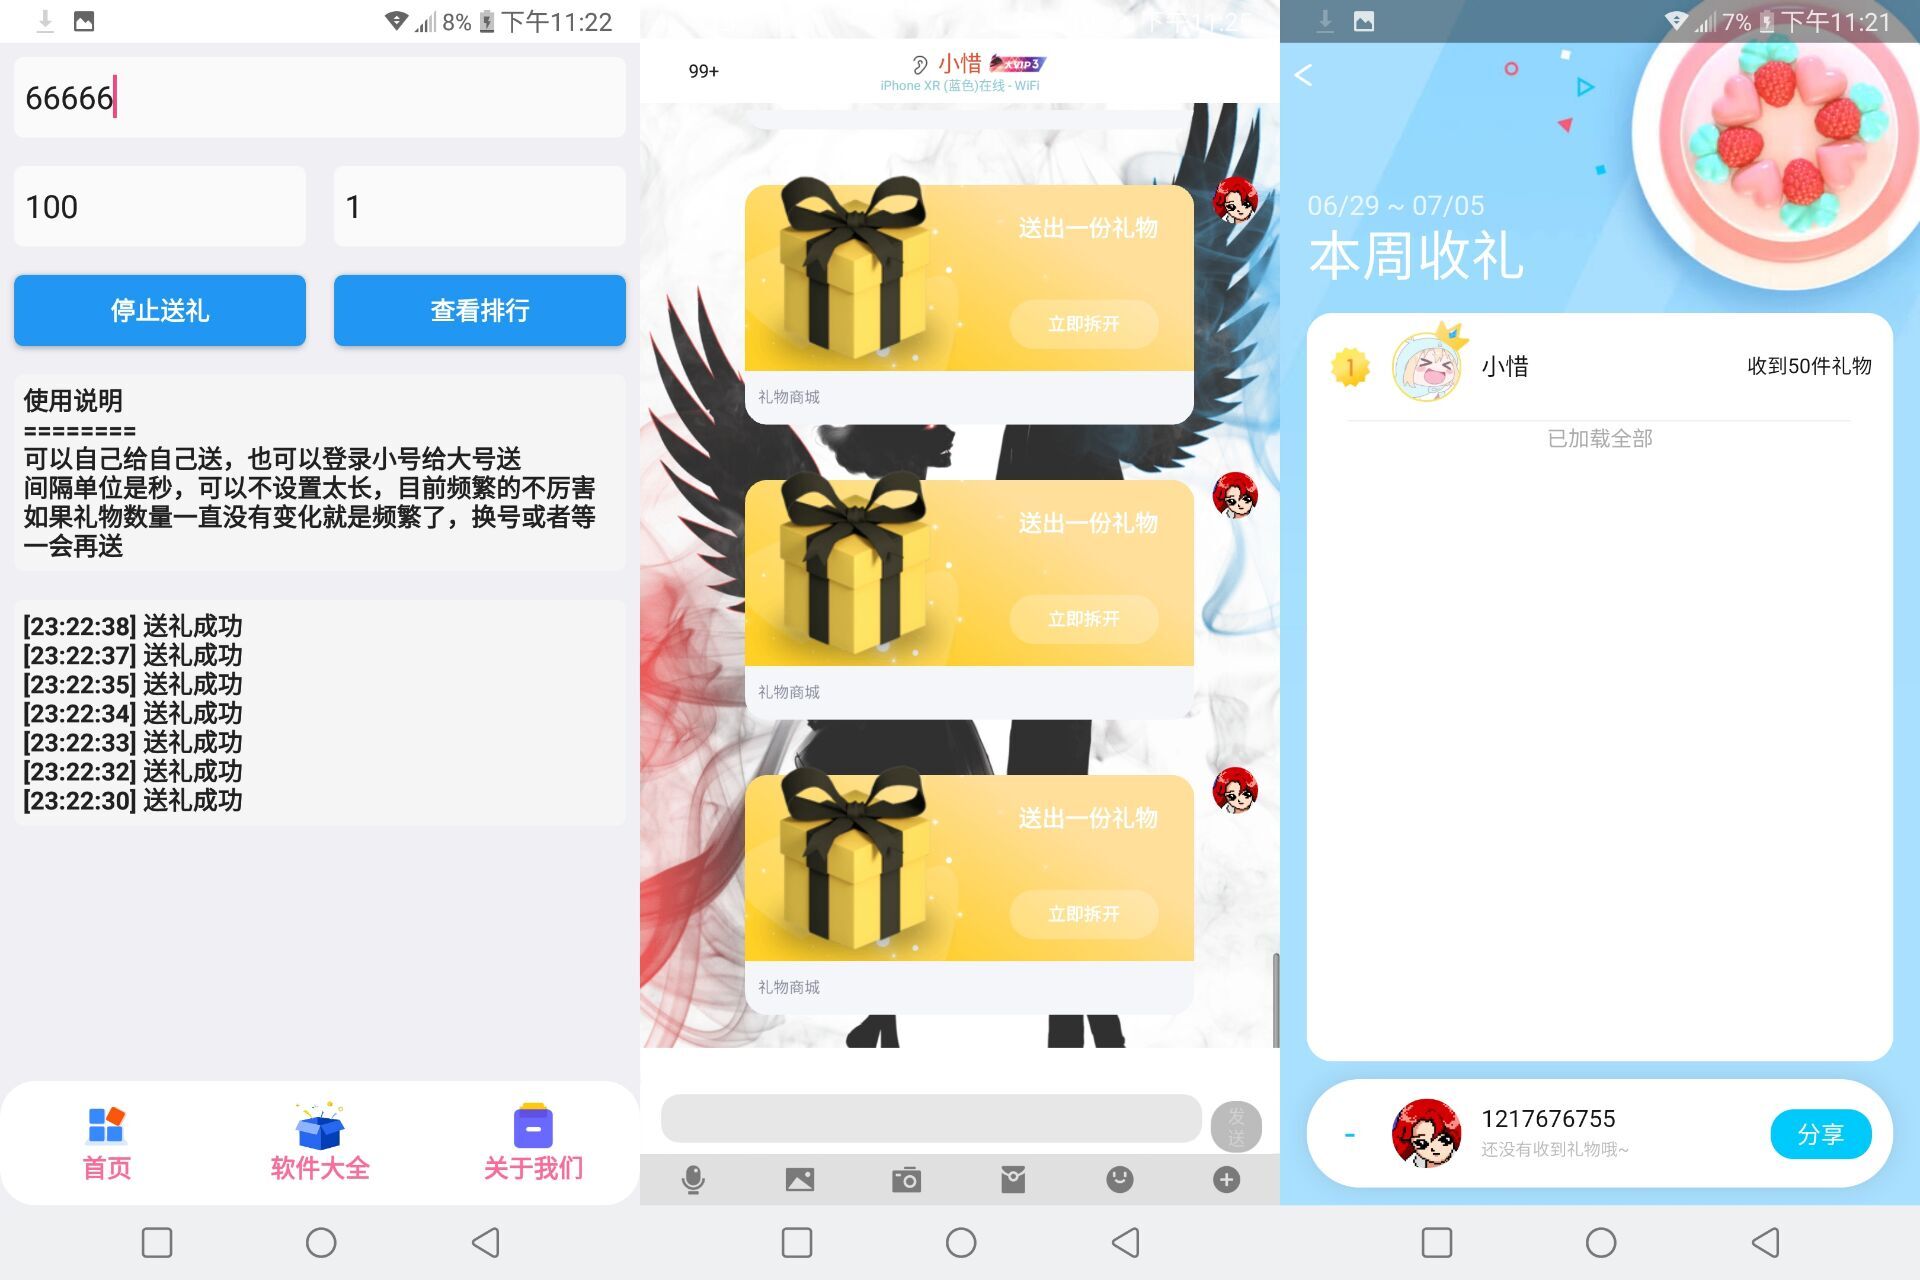 8% 下午11:22
66666
100
1
停止送礼
查看排行
使用说明
========
可以自己给自己送，也可以登录小号给大号送
间隔单位是秒，可以不设置太长，目前频繁的不厉害
如果礼物数量一直没有变化就是频繁了，换号或者等
一会再送
[23:22:38] 送礼成功
[23:22:37] 送礼成功
[23:22:35] 送礼成功
[23:22:34] 送礼成功
[23:22:33] 送礼成功
[23:22:32] 送礼成功
[23:22:30] 送礼成功
首页
软件大全
关于我们
99+
小惜
iPhone XR (蓝色)在线 - WiFi
送出一份礼物
立即拆开
礼物商城
送出一份礼物
立即拆开
礼物商城
送出一份礼物
立即拆开
礼物商城
发
送
7% 下午11:21
06/29 ~ 07/05
本周收礼
1
小惜
收到50件礼物
已加载全部
-
1217676755
还没有收到礼物哦~
分享